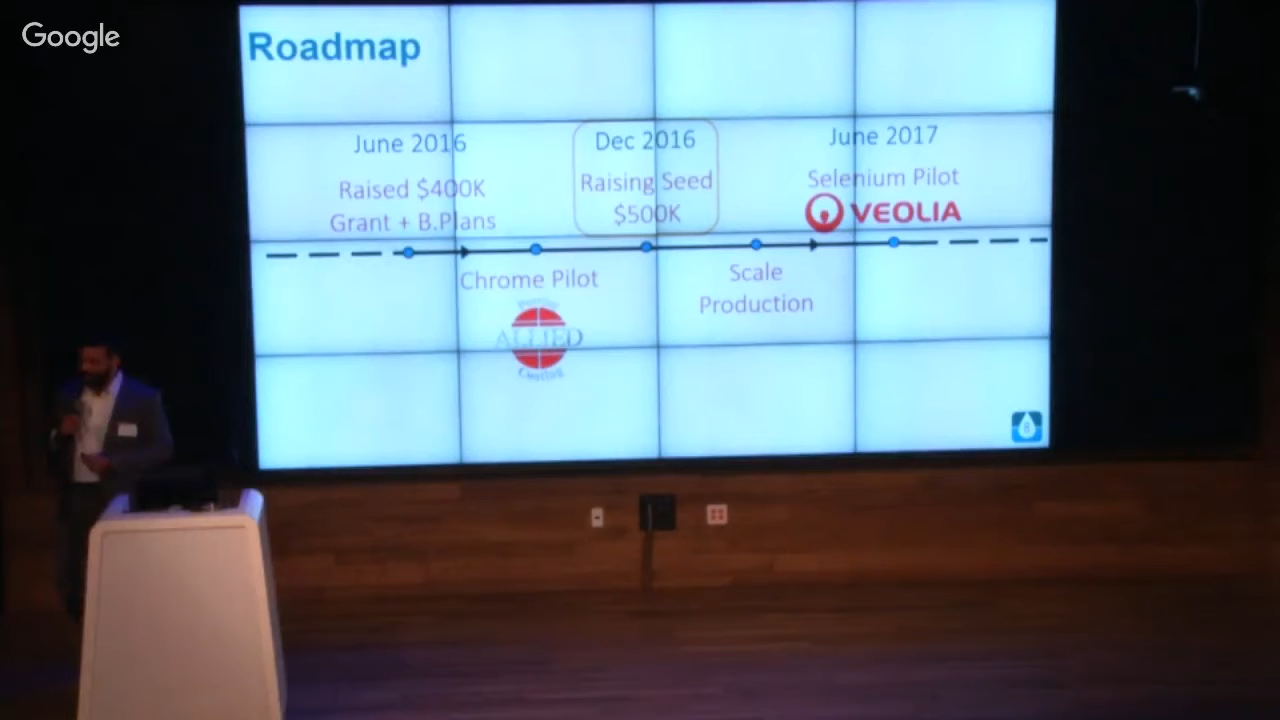 Google
Roadmap
June 2016
Raised $400K
Grant + B.Plans
Dec 2016
Raising Seed
$500K
June 2017
Selenium Pilot
VEOLIA
Chrome Pilot
ALLIED
Coating
Scale
Production